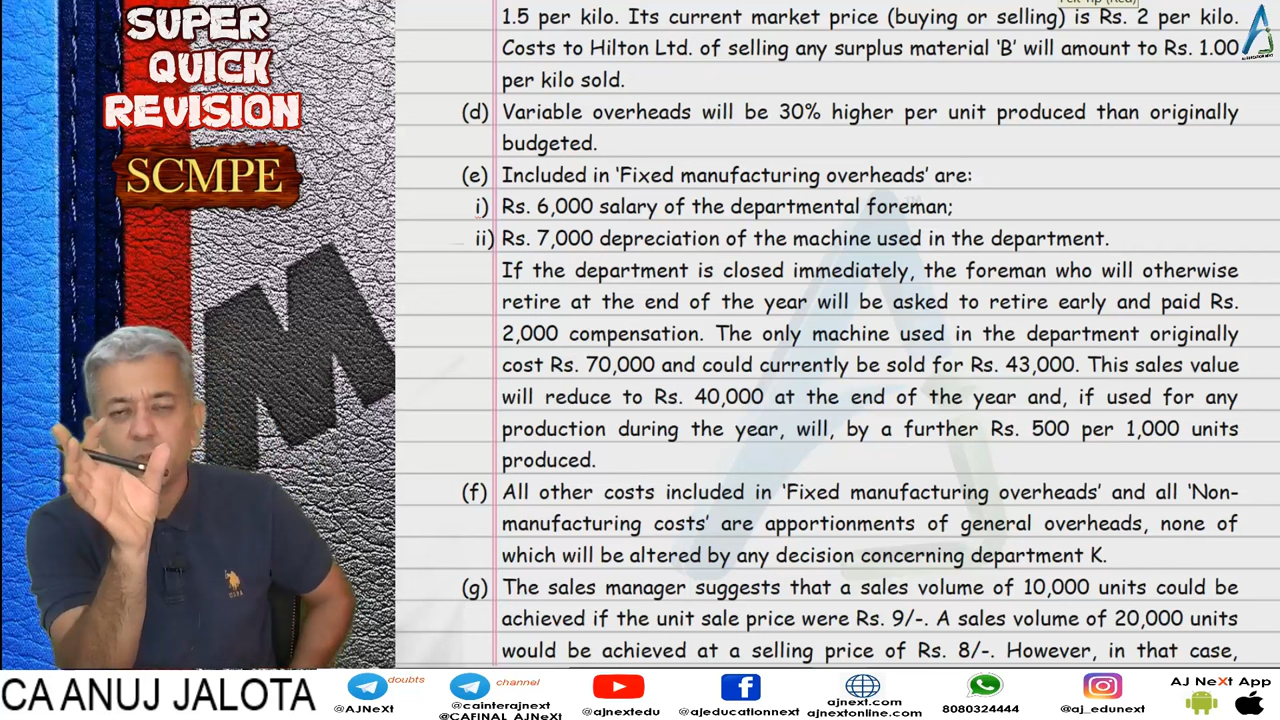 SUPER
QUICK
REVISION
SCMPE
M
1.5 per kilo. Its current market price (buying or selling) is Rs. 2 per kilo.
Costs to Hilton Ltd. of selling any surplus material ‘B’ will amount to Rs. 1.00
per kilo sold.
(d) Variable overheads will be 30% higher per unit produced than originally
budgeted.
(e) Included in ‘Fixed manufacturing overheads’ are:
i) Rs. 6,000 salary of the departmental foreman;
ii) Rs. 7,000 depreciation of the machine used in the department.
If the department is closed immediately, the foreman who will otherwise
retire at the end of the year will be asked to retire early and paid Rs.
2,000 compensation. The only machine used in the department originally
cost Rs. 70,000 and could currently be sold for Rs. 43,000. This sales value
will reduce to Rs. 40,000 at the end of the year and, if used for any
production during the year, will, by a further Rs. 500 per 1,000 units
produced.
(f) All other costs included in ‘Fixed manufacturing overheads’ and all ‘Non-
manufacturing costs’ are apportionments of general overheads, none of
which will be altered by any decision concerning department K.
(g) The sales manager suggests that a sales volume of 10,000 units could be
achieved if the unit sale price were Rs. 9/-. A sales volume of 20,000 units
would be achieved at a selling price of Rs. 8/-. However, in that case,
CA ANUJ JALOTA
doubts
@AJNeXt
channel
@cainterajnext
@CAFINAL_AJNeXt
@ajnextedu
@ajeducationnext
ajnext.com
ajnextonline.com
8080324444
@aj_edunext
AJ NeXt App